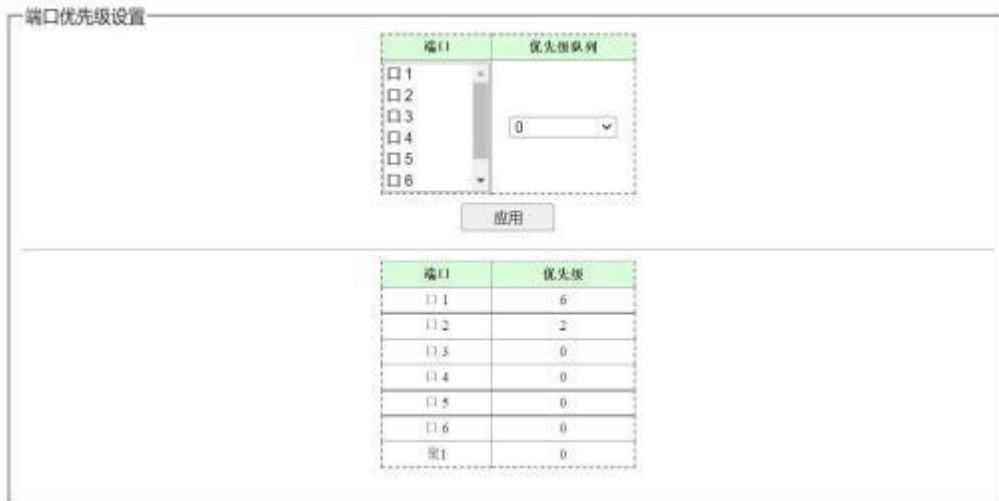 端口优先级设置
端口 优先级队列
口 1
口 2
口 3
口 4
口 5
口 6
0
应用
端口 优先级
口 1 6
口 2 2
口 3 0
口 4 0
口 5 0
口 6 0
聚1 0